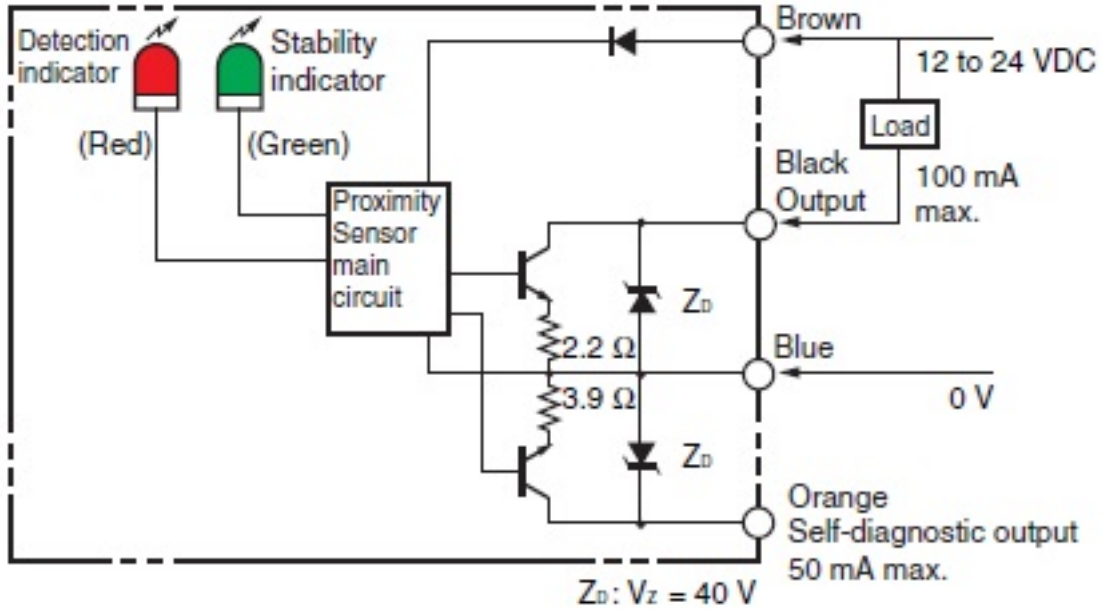 Detection
indicator
(Red)
Stability
indicator
(Green)
Brown
12 to 24 VDC
Load
100 mA
max.
Black
Output
Proximity
Sensor
main
circuit
ZD
2.2 Ω
Blue
0 V
3.9 Ω
ZD
Orange
Self-diagnostic output
50 mA max.
ZD: VZ = 40 V